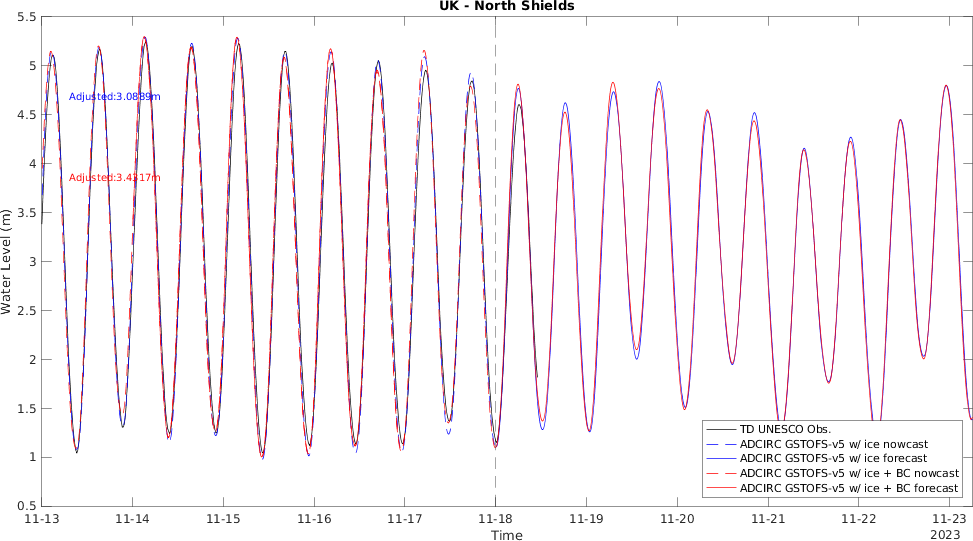 UK - North Shields
5.5
5
4.5
4
3.5
3
2.5
2
1.5
1
0.5
Water Level (m)
Adjusted:3.0889m
Adjusted:3.4317m
TD UNESCO Obs.
ADCIRC GSTOFS-v5 w/ ice nowcast
ADCIRC GSTOFS-v5 w/ ice forecast
ADCIRC GSTOFS-v5 w/ ice + BC nowcast
ADCIRC GSTOFS-v5 w/ ice + BC forecast
11-13 11-14 11-15 11-16 11-17 11-18 11-19 11-20 11-21 11-22 11-23
Time
2023